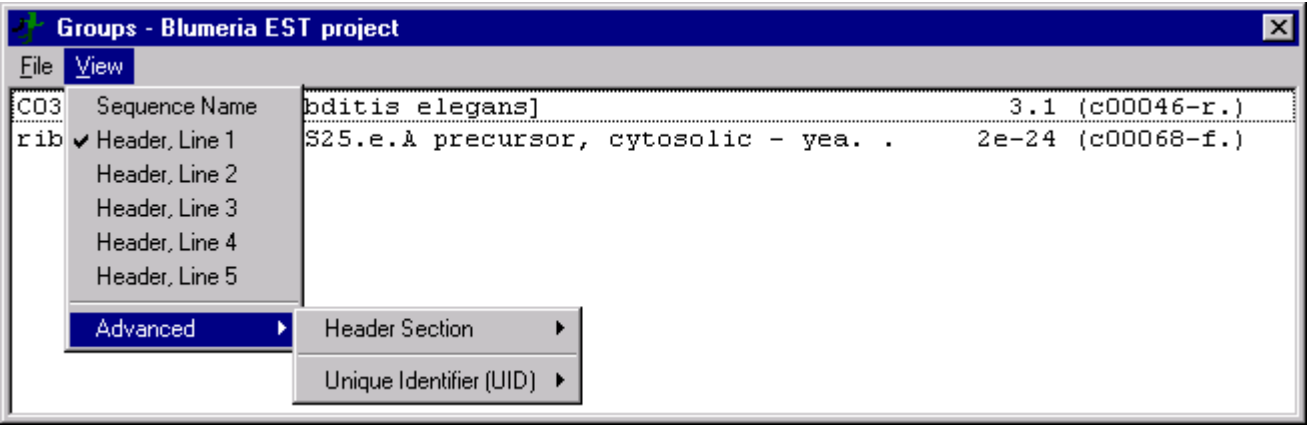 Groups - Blumeria EST project
File View
C03 bditis elegans] 3.1 (c00046-r.)
rib S25.e.A precursor, cytosolic - yea. . 2e-24 (c00068-f.)
Sequence Name
Header, Line 1
Header, Line 2
Header, Line 3
Header, Line 4
Header, Line 5
Advanced
Header Section
Unique Identifier (UID)